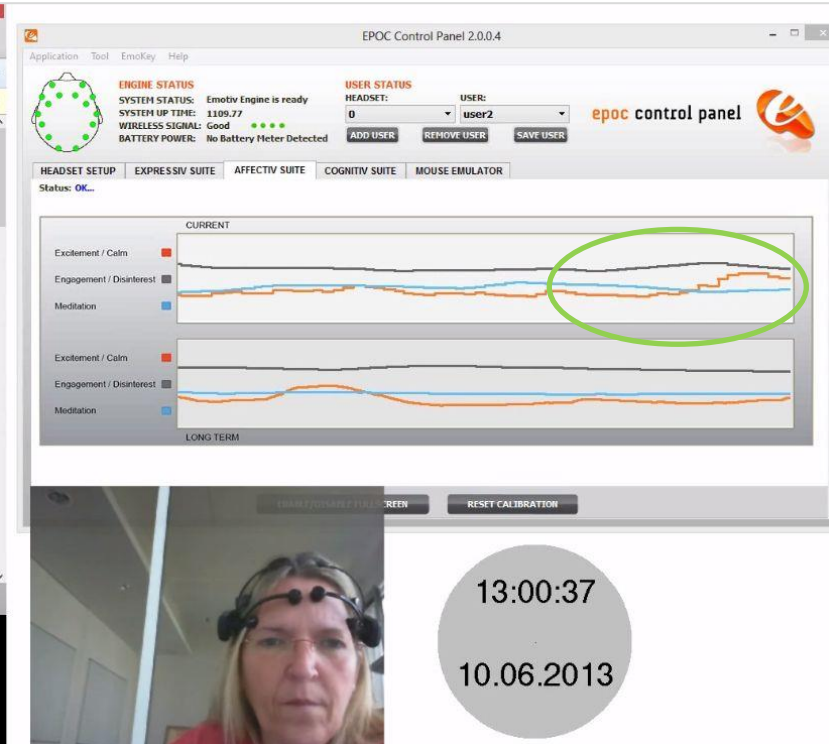 EPOC Control Panel 2.0.0.4
Application Tool EmoKey Help
ENGINE STATUS
SYSTEM STATUS: Emotiv Engine is ready
SYSTEM UP TIME: 1109.77
WIRELESS SIGNAL: Good
BATTERY POWER: No Battery Meter Detected
USER STATUS
HEADSET: USER:
0 user2
ADD USER REMOVE USER SAVE USER
epoc control panel
HEADSET SETUP EXPRESSIV SUITE AFFECTIV SUITE COGNITIV SUITE MOUSE EMULATOR
Status: OK...
CURRENT
Excitement / Calm
Engagement / Disinterest
Meditation
Excitement / Calm
Engagement / Disinterest
Meditation
LONG TERM
ENABLE/DISABLE FULLSCREEN RESET CALIBRATION
13:00:37
10.06.2013